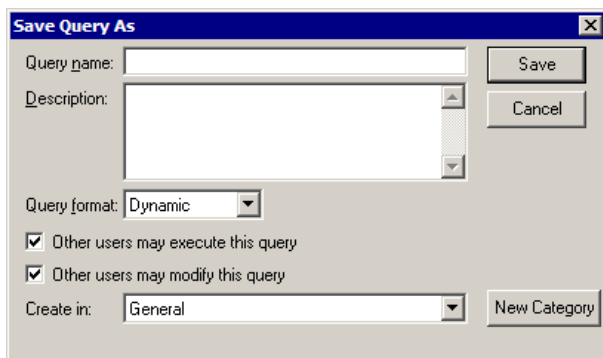 Save Query As
Query name:
Save
Description:
Cancel
Query format: Dynamic
Other users may execute this query
Other users may modify this query
Create in: General
New Category